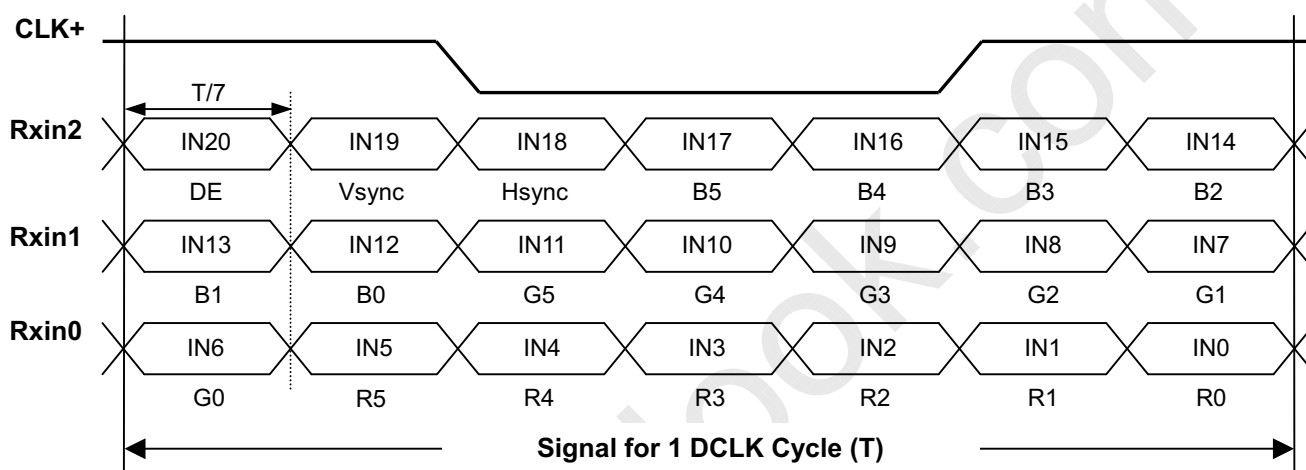 CLK+
T/7
Rxin2 IN20 IN19 IN18 IN17 IN16 IN15 IN14
DE Vsync Hsync B5 B4 B3 B2
Rxin1 IN13 IN12 IN11 IN10 IN9 IN8 IN7
B1 B0 G5 G4 G3 G2 G1
Rxin0 IN6 IN5 IN4 IN3 IN2 IN1 IN0
G0 R5 R4 R3 R2 R1 R0
Signal for 1 DCLK Cycle (T)